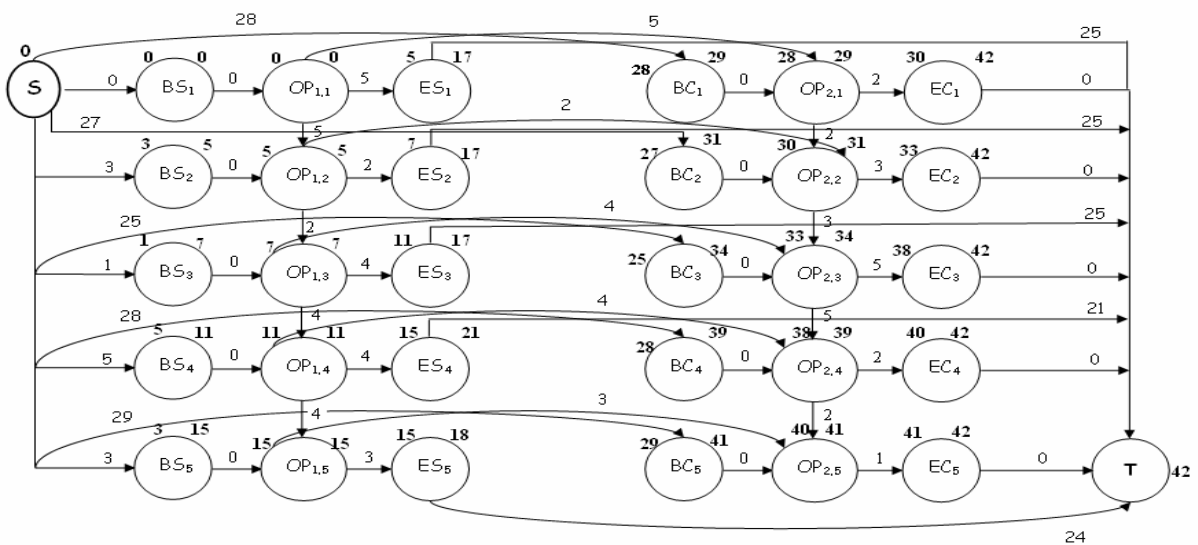 28 5 25
0 0 0 0 0 5 17 28 29 28 29 30 42
S 0 BS₁ 0 OP₁,₁ 5 ES₁ BC₁ 0 OP₂,₁ 2 EC₁ 0
27 5 2 2 25
3 5 5 5 7 17 27 31 30 31 33 42
3 BS₂ 0 OP₁,₂ 2 ES₂ BC₂ 0 OP₂,₂ 3 EC₂ 0
25 2 4 3 25
1 7 7 7 11 17 25 34 33 34 38 42
1 BS₃ 0 OP₁,₃ 4 ES₃ BC₃ 0 OP₂,₃ 5 EC₃ 0
28 4 4 5 21
5 11 11 11 15 21 28 39 38 39 40 42
5 BS₄ 0 OP₁,₄ 4 ES₄ BC₄ 0 OP₂,₄ 2 EC₄ 0
29 4 3 2
3 15 15 15 15 18 29 41 40 41 41 42
3 BS₅ 0 OP₁,₅ 3 ES₅ BC₅ 0 OP₂,₅ 1 EC₅ 0 T 42
24